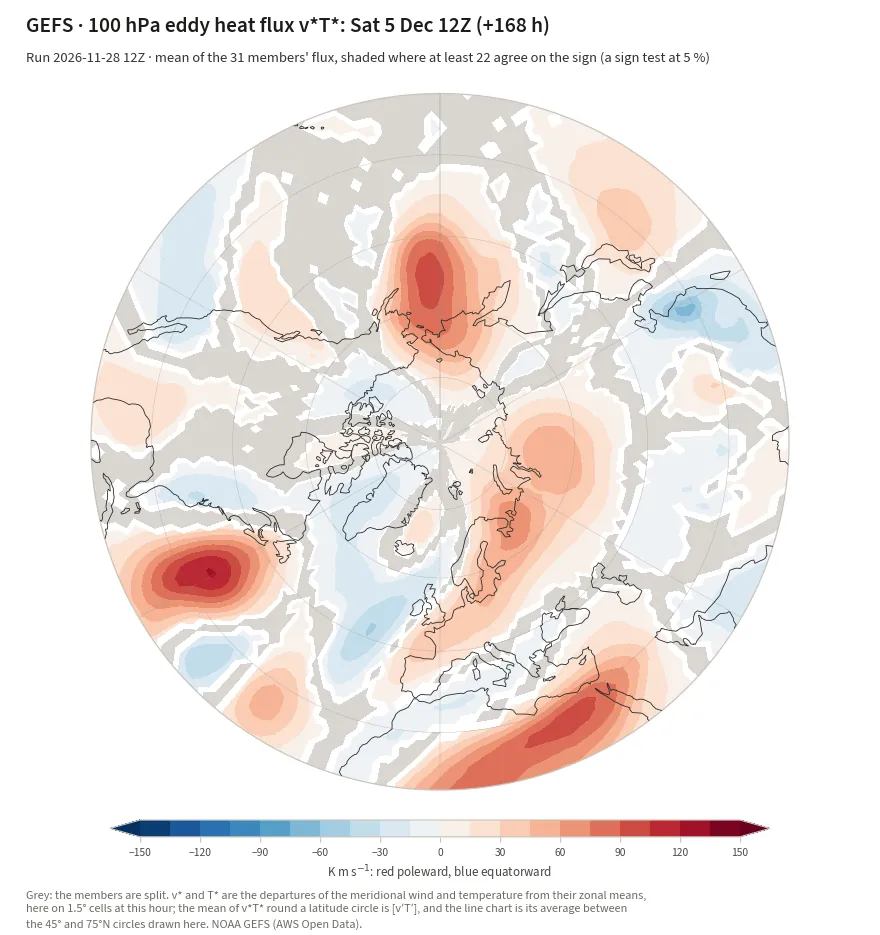 GEFS · 100 hPa eddy heat flux v*T*: Sat 5 Dec 12Z (+168 h)
Run 2026-11-28 12Z · mean of the 31 members' flux, shaded where at least 22 agree on the sign (a sign test at 5 %)
−150 −120 −90 −60 −30 0 30 60 90 120 150
K m s⁻¹: red poleward, blue equatorward
Grey: the members are split. v* and T* are the departures of the meridional wind and temperature from their zonal means,
here on 1.5° cells at this hour; the mean of v*T* round a latitude circle is [v'T'], and the line chart is its average between
the 45° and 75°N circles drawn here. NOAA GEFS (AWS Open Data).